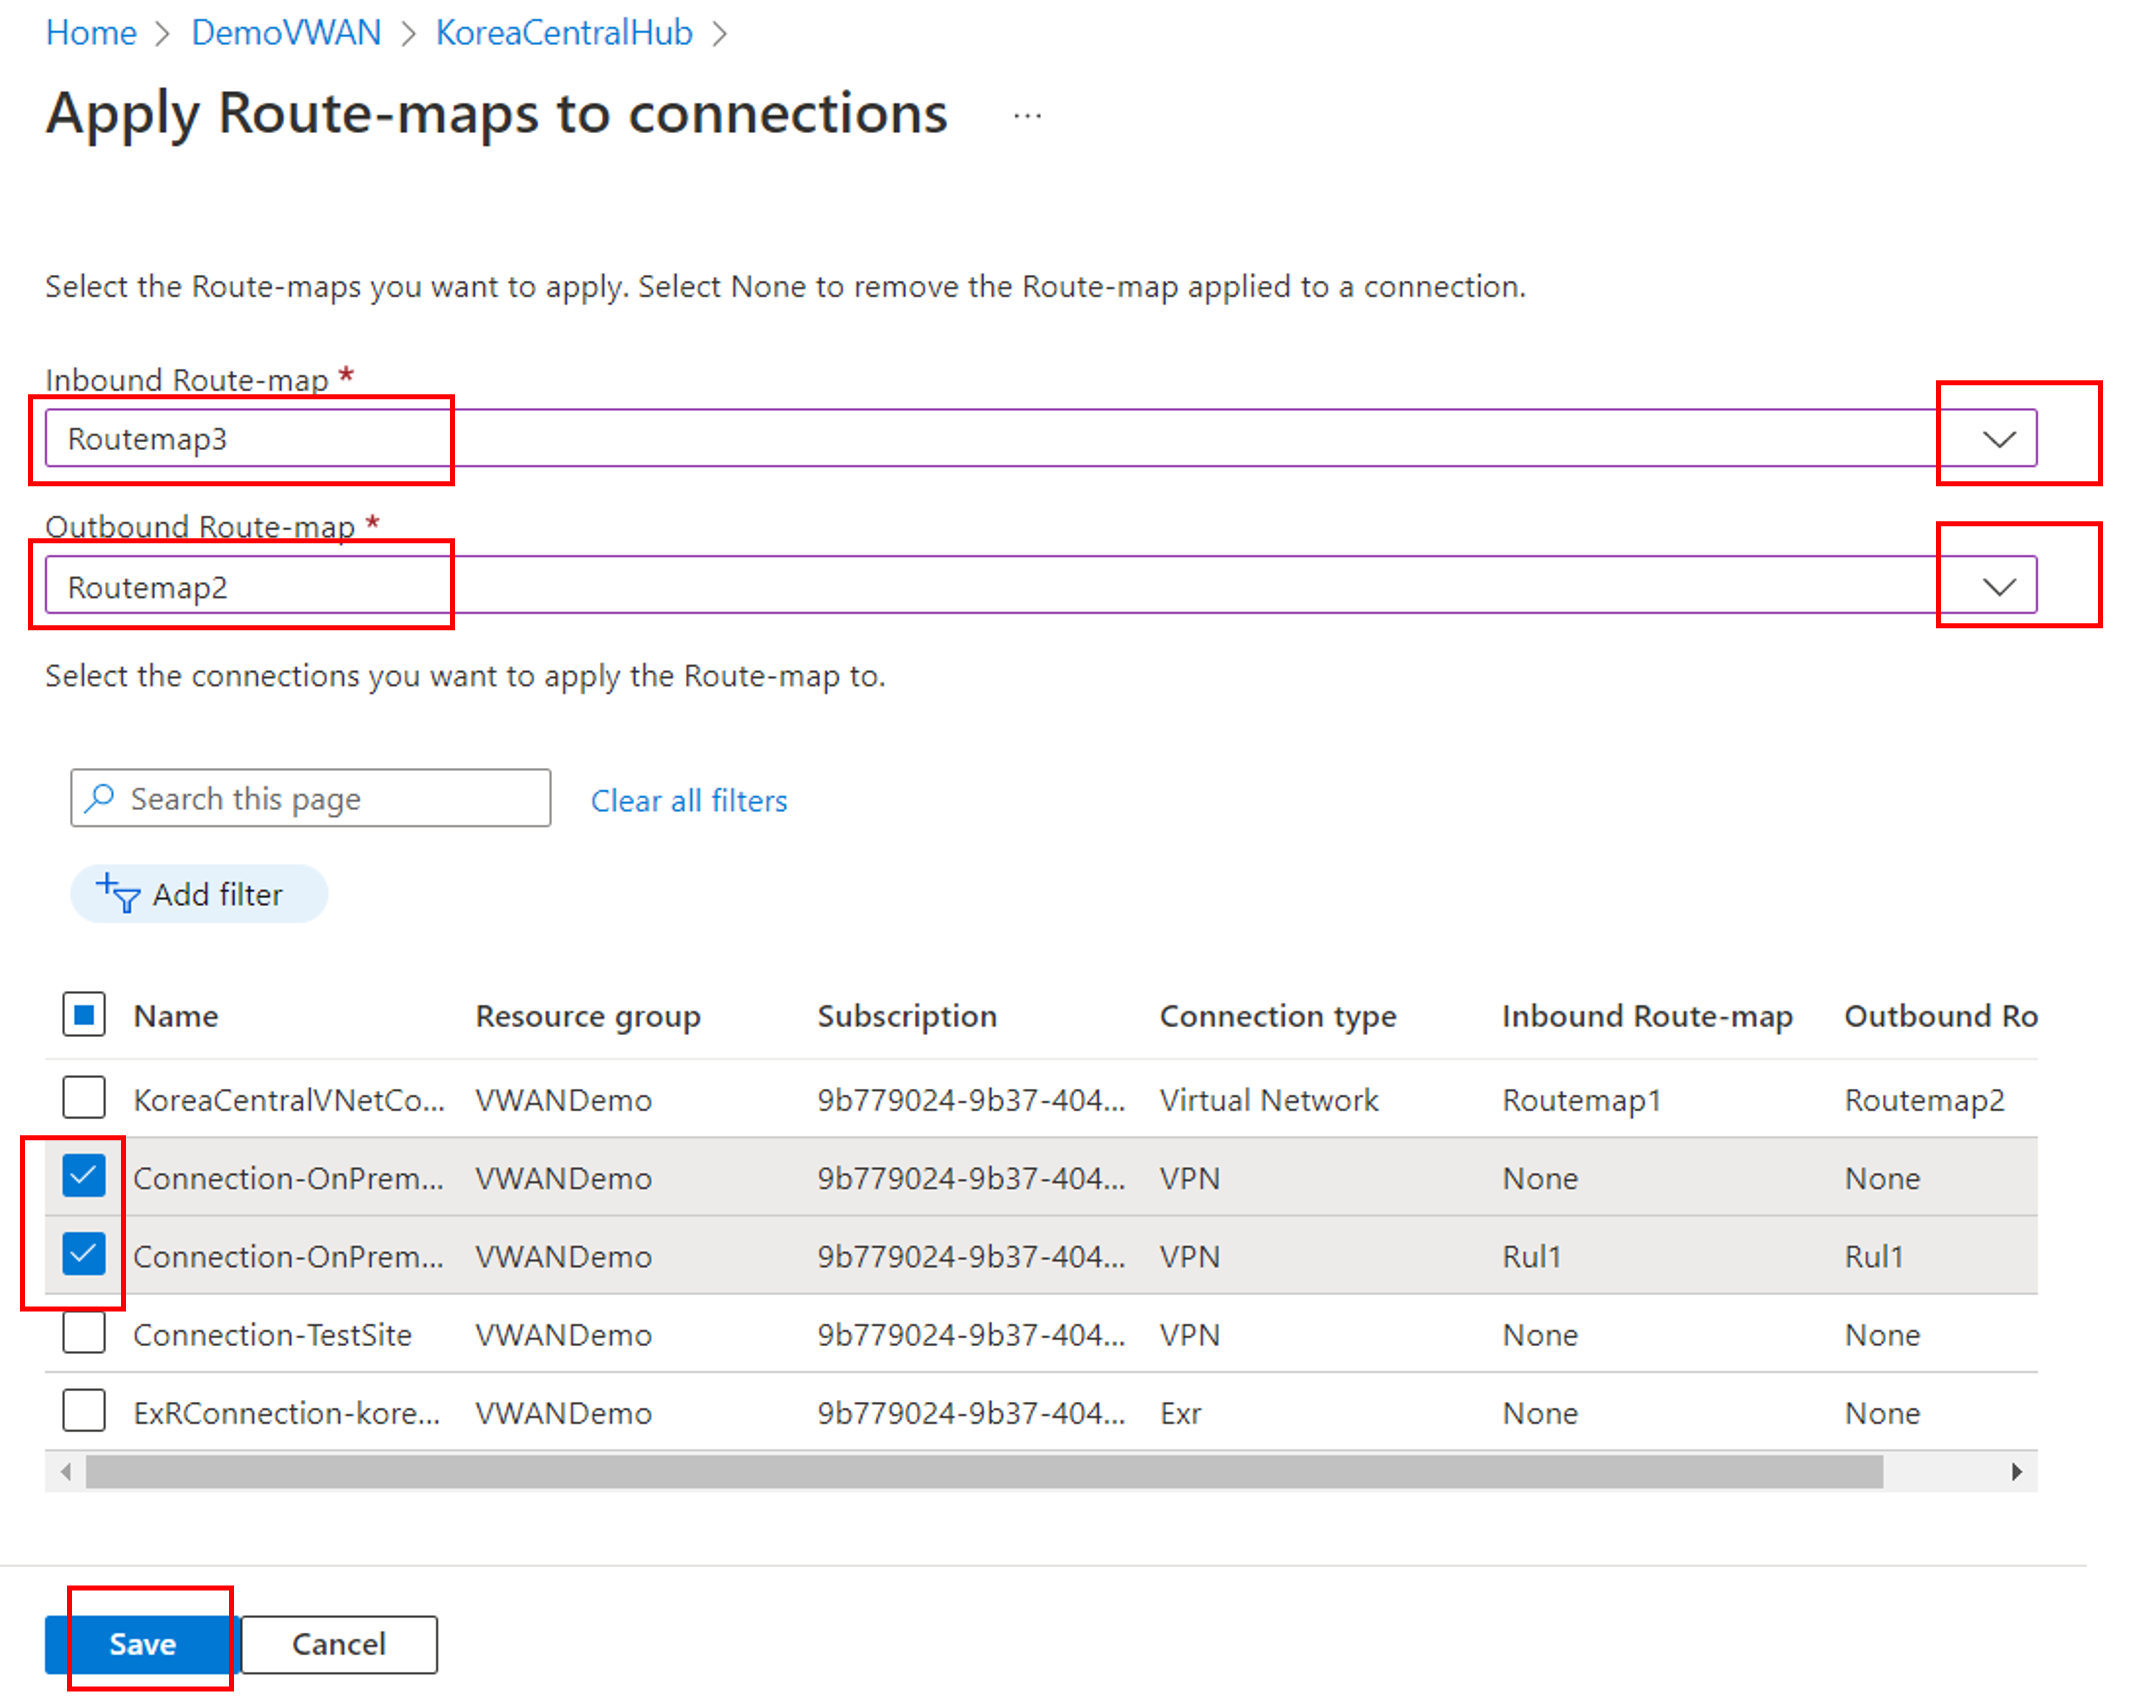 Home > DemoVWAN > KoreaCentralHub >
Apply Route-maps to connections ...
Select the Route-maps you want to apply. Select None to remove the Route-map applied to a connection.
Inbound Route-map *
Routemap3
Outbound Route-map *
Routemap2
Select the connections you want to apply the Route-map to.
Search this page Clear all filters
Add filter
Name Resource group Subscription Connection type Inbound Route-map Outbound Ro
KoreaCentralVNetCo... VWANDemo 9b779024-9b37-404... Virtual Network Routemap1 Routemap2
Connection-OnPrem... VWANDemo 9b779024-9b37-404... VPN None None
Connection-OnPrem... VWANDemo 9b779024-9b37-404... VPN Rul1 Rul1
Connection-TestSite VWANDemo 9b779024-9b37-404... VPN None None
ExRConnection-kore... VWANDemo 9b779024-9b37-404... Exr None None
Save Cancel